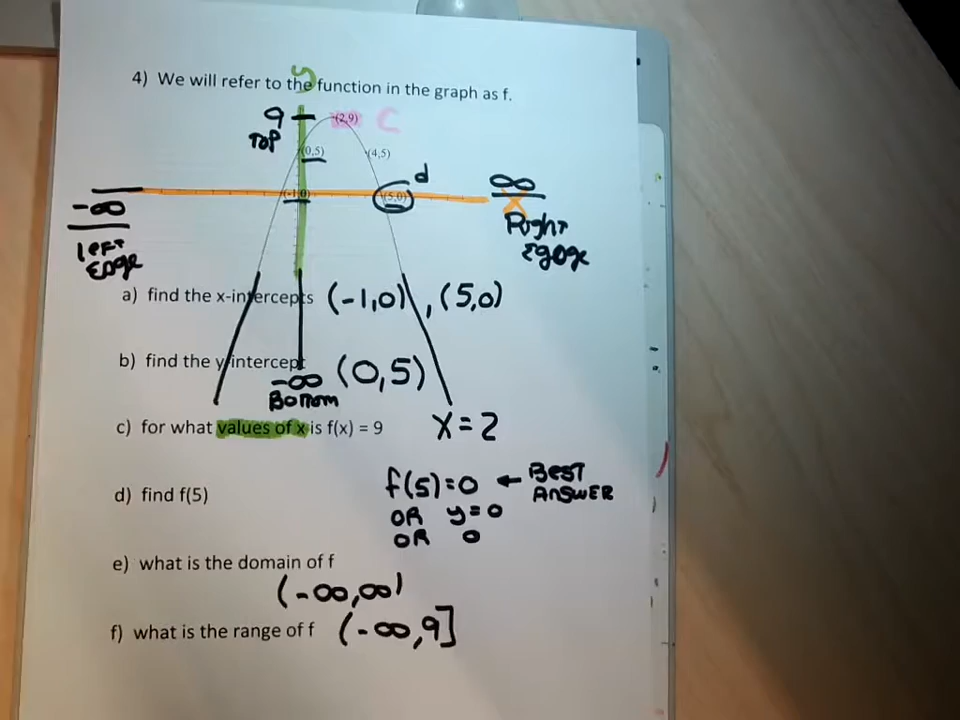 4) We will refer to the function in the graph as f.
y
9
TOP
(2,9)
C
(0,5)
(4,5)
d
(-1,0)
(5,0)
-∞
LEFT
EDGE
∞
X
RIGHT
a) find the x-intercepts (-1,0), (5,0)
b) find the y intercept (0,5)
-∞
BOTTOM
c) for what values of x is f(x) = 9 X=2
d) find f(5) f(5)=0 ← BEST ANSWER
OR y=0
OR 0
e) what is the domain of f
(-∞,∞)
f) what is the range of f (-∞,9]